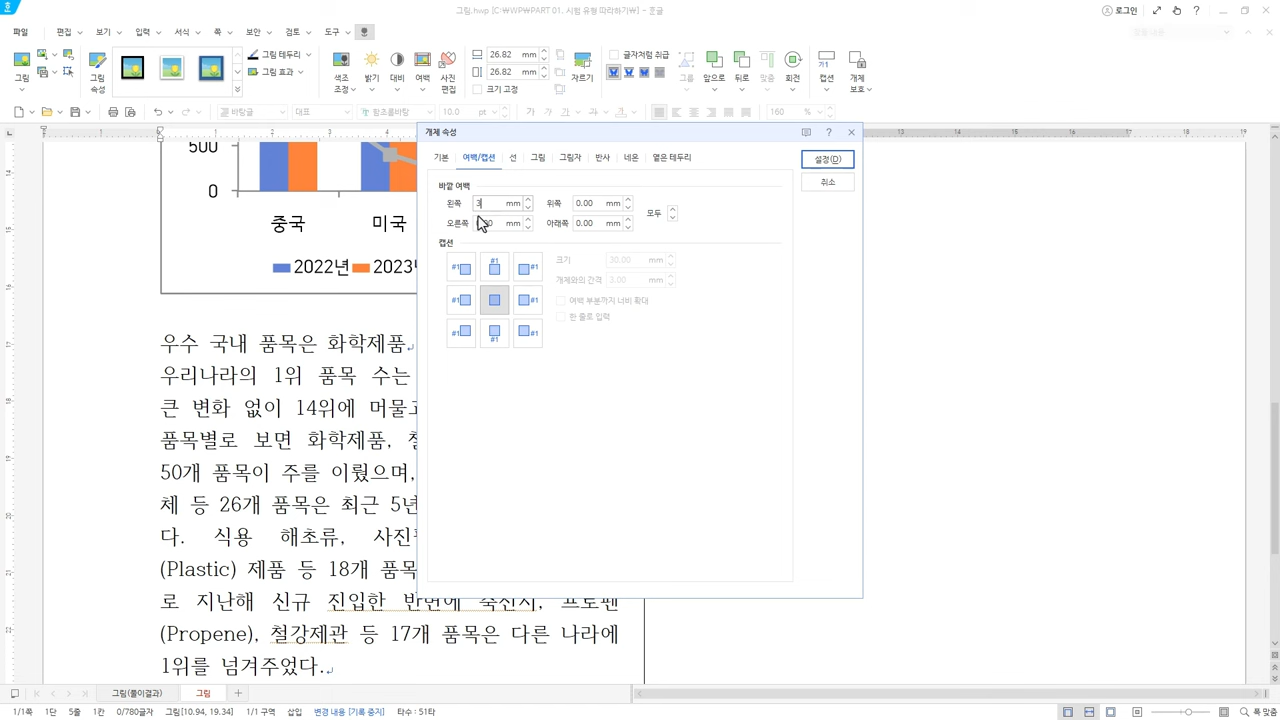 그림.hwp [C:₩WP₩PART 01. 시험 유형 따라하기₩] - 한글
로그인
파일 편집 보기 입력 서식 쪽 보안 검토 도구
그림 그림 속성 그림 테두리 그림 효과 색조 조정 밝기 대비 여백 사진 편집 26.82 mm 26.82 mm 크기 고정 자르기 글자처럼 취급 그룹 앞으로 뒤로 맞춤 회전 캡션 개체 보호
바탕글 대표 함초롬바탕 10.0 pt 160 %
개체 속성
기본 여백/캡션 선 그림 그림자 반사 네온 옅은 테두리
설정(D)
취소
바깥 여백
왼쪽 3 mm 위쪽 0.00 mm 모두
오른쪽 mm 아래쪽 0.00 mm
캡션
크기 30.00 mm
개체와의 간격 3.00 mm
여백 부분까지 너비 확대
한 줄로 입력
#1 #1 #1
#1 #1
#1 #1 #1
500
0
중국 미국
2022년 2023
우수 국내 품목은 화학제품
우리나라의 1위 품목 수는
큰 변화 없이 14위에 머물고
품목별로 보면 화학제품,
50개 품목이 주를 이뤘으며,
체 등 26개 품목은 최근 5년
다. 식용 해초류,
(Plastic) 제품 등 18개 품목
로 지난해 신규 진입한 반면에 축전지, 프로펜
(Propene), 철강제관 등 17개 품목은 다른 나라에
1위를 넘겨주었다.
그림(풀이결과) 그림
1/1쪽 1단 5줄 1칸 0/780글자 그림[10.94, 19.34] 1/1 구역 삽입 변경 내용 [기록 중지] 타수 : 51타 폭 맞춤